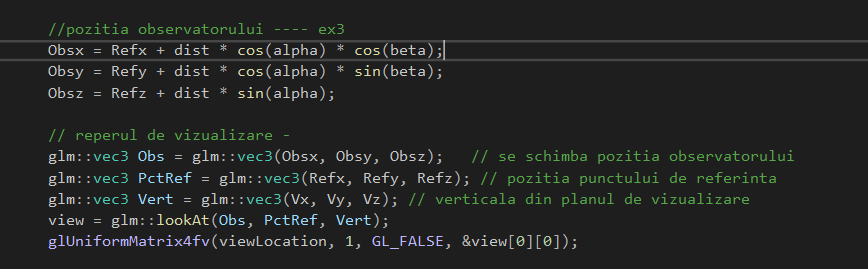 //pozitia observatorului ---- ex3
Obsx = Refx + dist * cos(alpha) * cos(beta);
Obsy = Refy + dist * cos(alpha) * sin(beta);
Obsz = Refz + dist * sin(alpha);
// reperul de vizualizare -
glm::vec3 Obs = glm::vec3(Obsx, Obsy, Obsz);   // se schimba pozitia observatorului
glm::vec3 PctRef = glm::vec3(Refx, Refy, Refz); // pozitia punctului de referinta
glm::vec3 Vert = glm::vec3(Vx, Vy, Vz); // verticala din planul de vizualizare
view = glm::lookAt(Obs, PctRef, Vert);
glUniformMatrix4fv(viewLocation, 1, GL_FALSE, &view[0][0]);